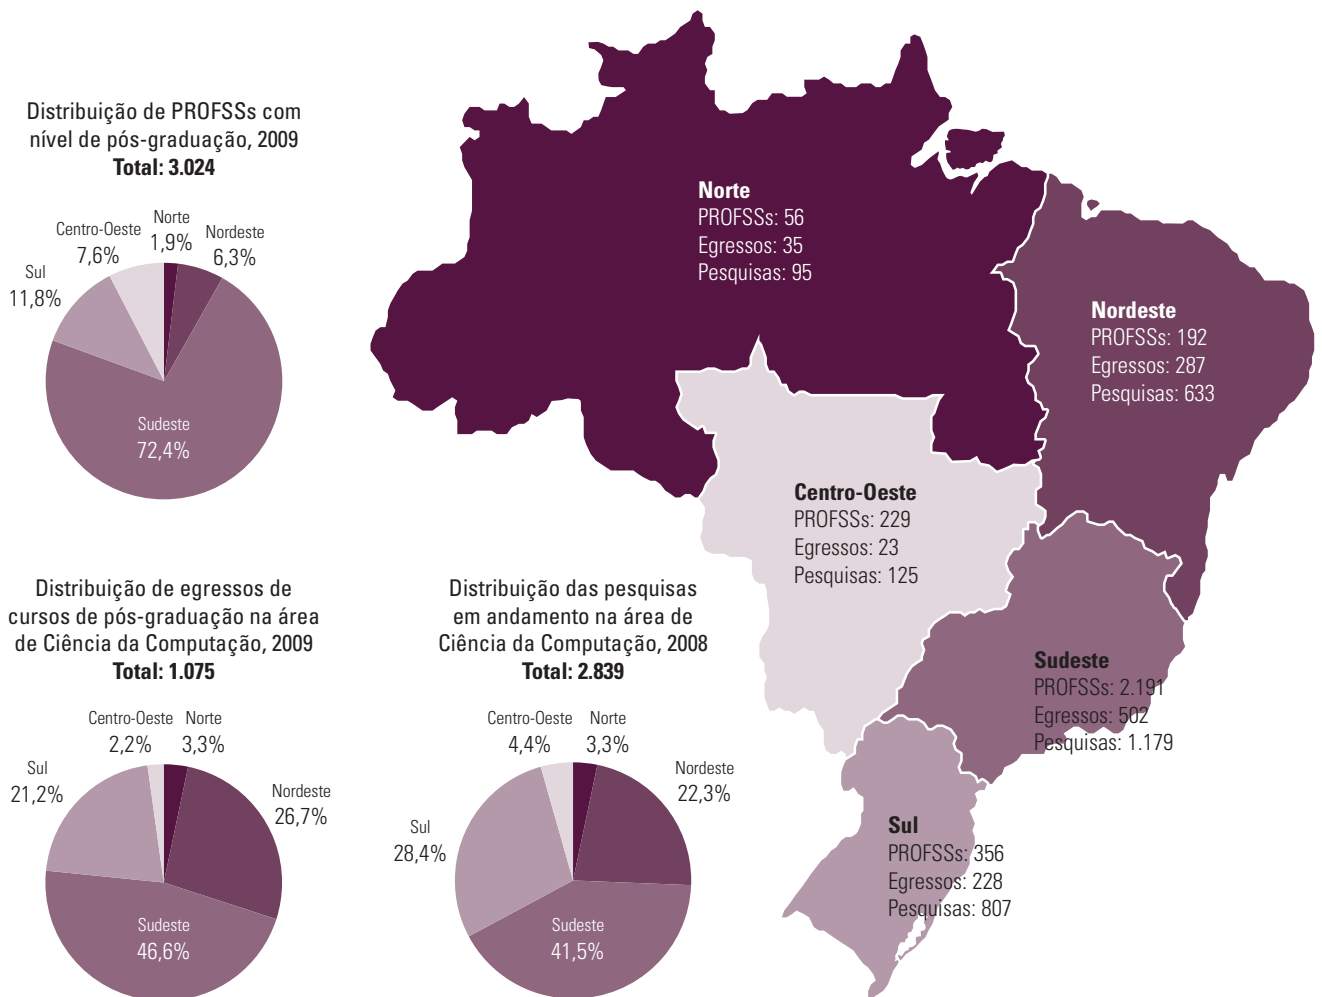 Distribuição de PROFSSs com
nível de pós-graduação, 2009
Total: 3.024
Centro-Oeste
7,6%
Norte
1,9%
Nordeste
6,3%
Sul
11,8%
Sudeste
72,4%
Norte
PROFSSs: 56
Egressos: 35
Pesquisas: 95
Nordeste
PROFSSs: 192
Egressos: 287
Pesquisas: 633
Centro-Oeste
PROFSSs: 229
Egressos: 23
Pesquisas: 125
Sudeste
PROFSSs: 2.191
Egressos: 502
Pesquisas: 1.179
Sul
PROFSSs: 356
Egressos: 228
Pesquisas: 807
Distribuição de egressos de
cursos de pós-graduação na área
de Ciência da Computação, 2009
Total: 1.075
Centro-Oeste
2,2%
Norte
3,3%
Sul
21,2%
Nordeste
26,7%
Sudeste
46,6%
Distribuição das pesquisas
em andamento na área de
Ciência da Computação, 2008
Total: 2.839
Centro-Oeste
4,4%
Norte
3,3%
Nordeste
22,3%
Sul
28,4%
Sudeste
41,5%